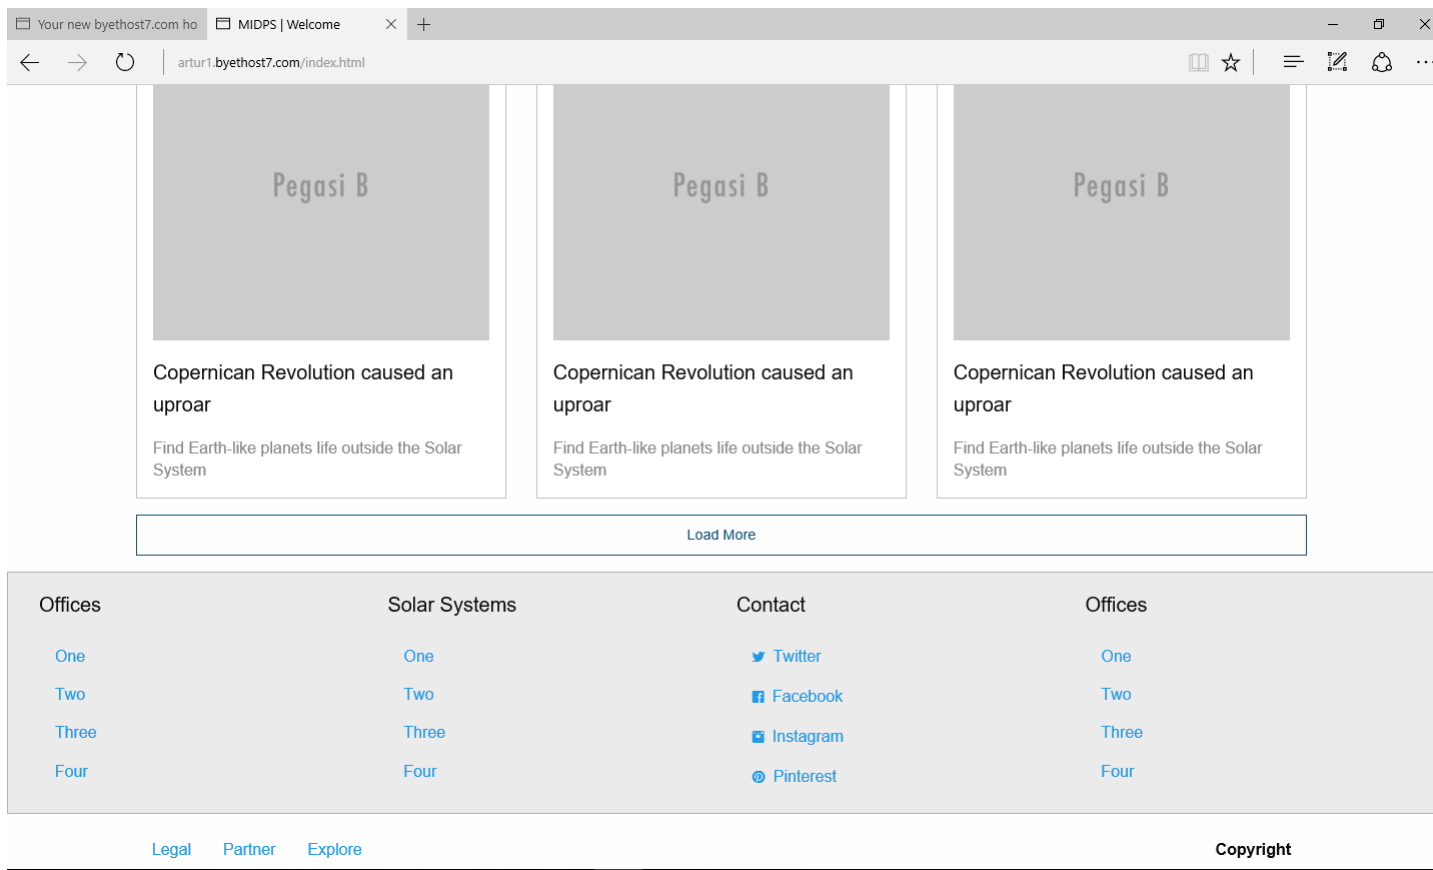 Your new byethost7.com ho
MIDPS | Welcome
artur1.byethost7.com/index.html
Pegasi B
Pegasi B
Pegasi B
Copernican Revolution caused an
uproar
Find Earth-like planets life outside the Solar
System
Copernican Revolution caused an
uproar
Find Earth-like planets life outside the Solar
System
Copernican Revolution caused an
uproar
Find Earth-like planets life outside the Solar
System
Load More
Offices
One
Two
Three
Four
Solar Systems
One
Two
Three
Four
Contact
Twitter
Facebook
Instagram
Pinterest
Offices
One
Two
Three
Four
Legal Partner Explore
Copyright